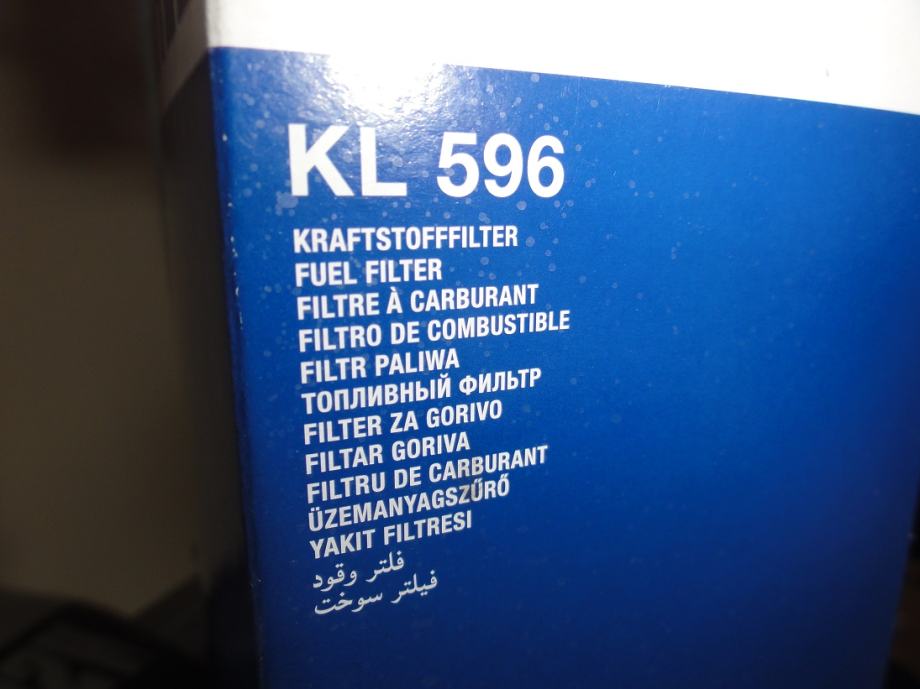 KL 596
KRAFTSTOFFFILTER
FUEL FILTER
FILTRE À CARBURANT
FILTRO DE COMBUSTIBLE
FILTR PALIWA
ТОПЛИВНЫЙ ФИЛЬТР
FILTER ZA GORIVO
FILTAR GORIVA
FILTRU DE CARBURANT
ÜZEMANYAGSZŰRŐ
YAKIT FILTRESI
فلتر وقود
فيلتر سوخت